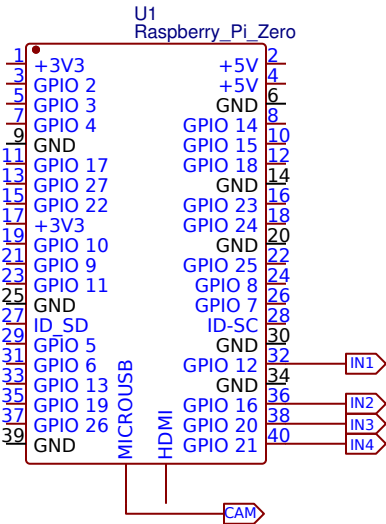 U1
Raspberry_Pi_Zero
1 +3V3 +5V 2
3 GPIO 2 +5V 4
5 GPIO 3 GND 6
7 GPIO 4 GPIO 14 8
9 GND GPIO 15 10
11 GPIO 17 GPIO 18 12
13 GPIO 27 GND 14
15 GPIO 22 GPIO 23 16
17 +3V3 GPIO 24 18
19 GPIO 10 GND 20
21 GPIO 9 GPIO 25 22
23 GPIO 11 GPIO 8 24
25 GND GPIO 7 26
27 ID_SD ID-SC 28
29 GPIO 5 GND 30
31 GPIO 6 GPIO 12 32 IN1
33 GPIO 13 GND 34
35 GPIO 19 GPIO 16 36 IN2
37 GPIO 26 GPIO 20 38 IN3
39 GND GPIO 21 40 IN4
MICROUSB
HDMI
CAM